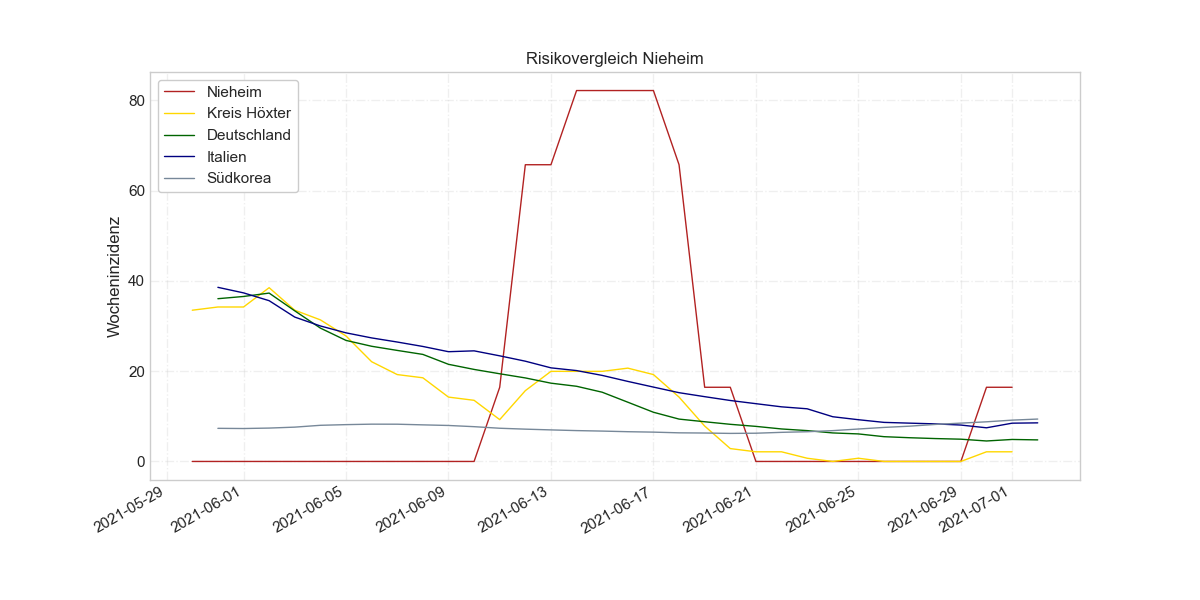 Risikovergleich Nieheim
Nieheim
Kreis Höxter
Deutschland
Italien
Südkorea
Wocheninzidenz
80
60
40
20
0
2021-05-29
2021-06-01
2021-06-05
2021-06-09
2021-06-13
2021-06-17
2021-06-21
2021-06-25
2021-06-29
2021-07-01